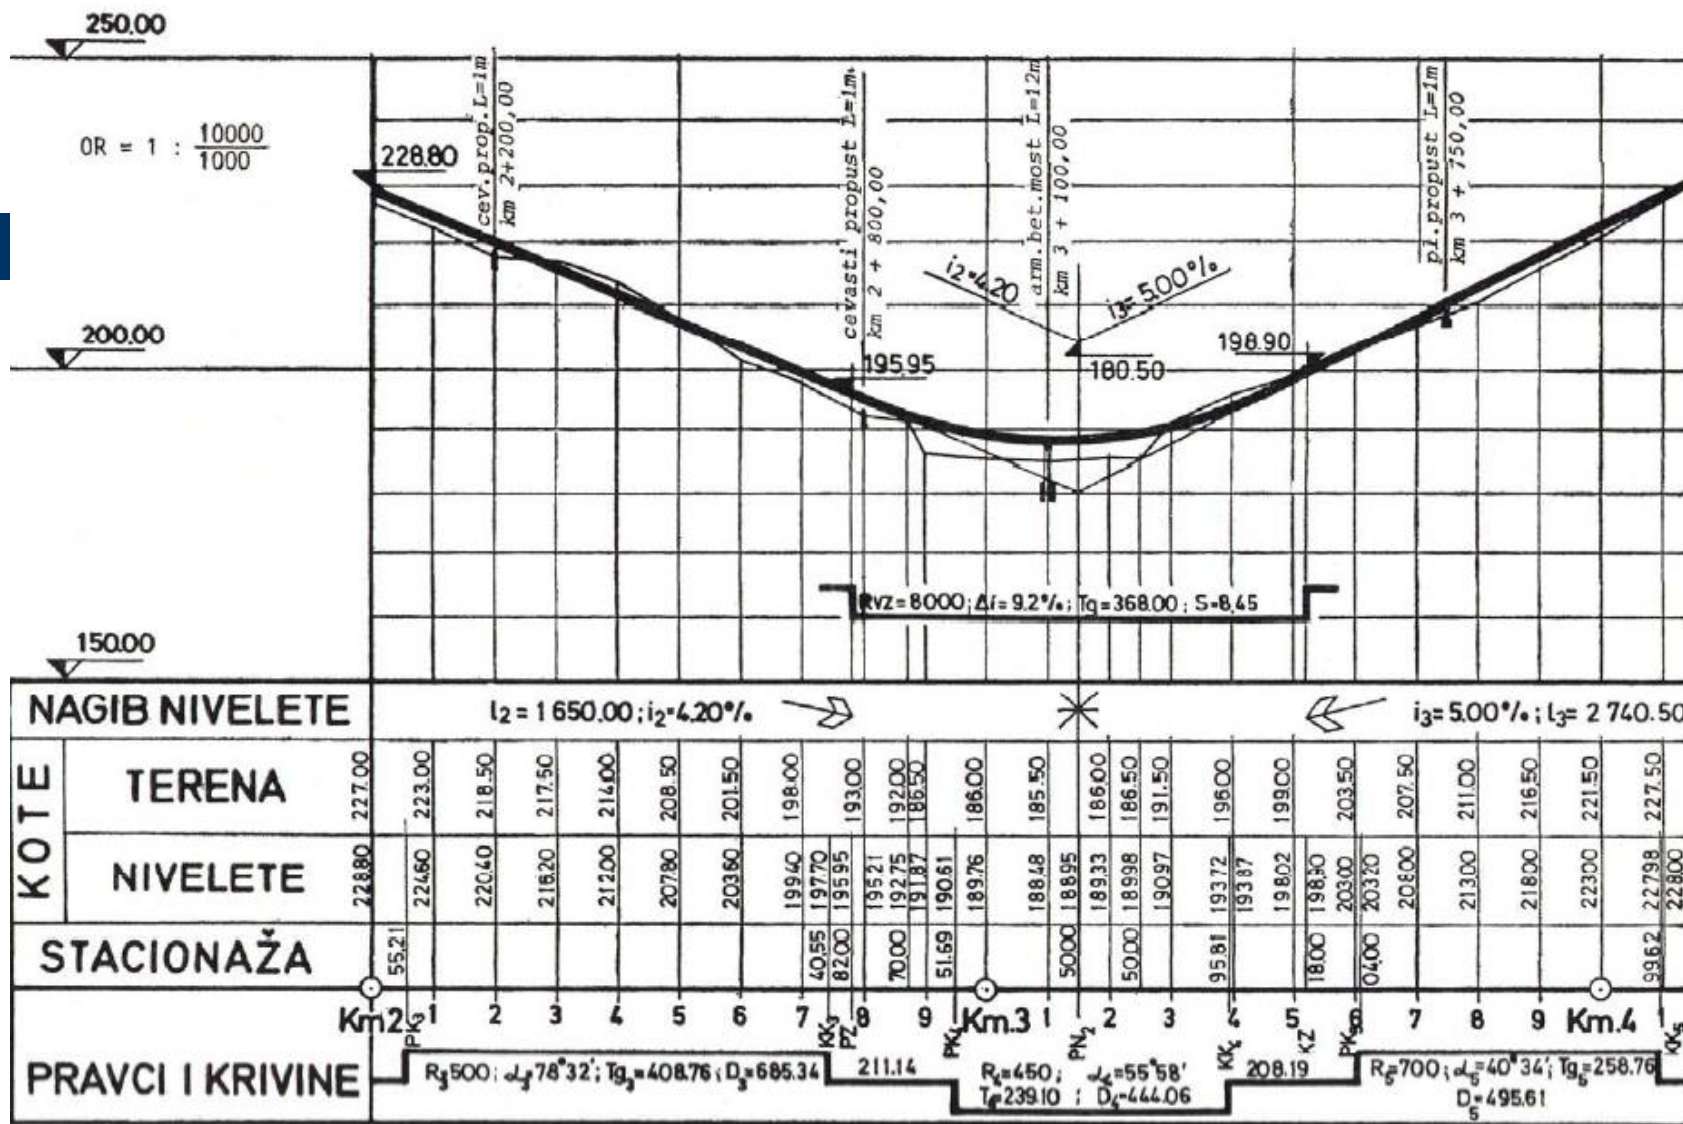 250.00
OR = 1 : 10000
1000
228.80
cev.prop.L=1m
km 2+200,00
cevasti propust L=1m.
km 2 + 800,00
arm.bet.most L=12m
km 3 + 100,00
pl.propust L=1m
km 3 + 750,00
i2=4.20
i3=5.00%
200.00
195.95
180.50
198.90
Rvz=8000; Δi=9.2%; Tg=368.00; S=8,45
150.00
NAGIB NIVELETE
l2=1650.00; i2=4.20%
i3=5.00%; l3=2740.50
KOTE
TERENA
227.00 223.00 218.50 217.50 214.00 208.50 201.50 198.00 193.00 192.00 186.50 186.00 185.50 186.00 186.50 191.50 196.00 199.00 203.50 207.50 211.00 216.50 221.50 227.50
NIVELETE
228.80 224.60 220.40 216.20 212.00 207.80 203.60 199.40 197.70 195.95 195.21 192.75 191.87 190.61 189.76 188.48 188.95 189.33 189.98 190.97 193.72 193.87 198.02 198.90 203.00 203.20 208.00 213.00 218.00 223.00 227.98 228.00
STACIONAŽA
55,21 40,55 82.00 70.00 51.69 50.00 50.00 95.81 18.00 04.00 99.62
Km2 1 2 3 4 5 6 7 8 9 Km.3 1 2 3 4 5 6 7 8 9 Km.4 1
PK3 KK3 PZ PK4 PN2 KK4 KZ PK5 KK5
PRAVCI I KRIVINE
R3=500; α3=78°32'; Tg3=408.76; D3=685.34
211.14
R4=450; α4=55°58'
T4=239.10 ; D4=444.06
208.19
R5=700; α5=40°34'; Tg5=258.76
D5=495.61